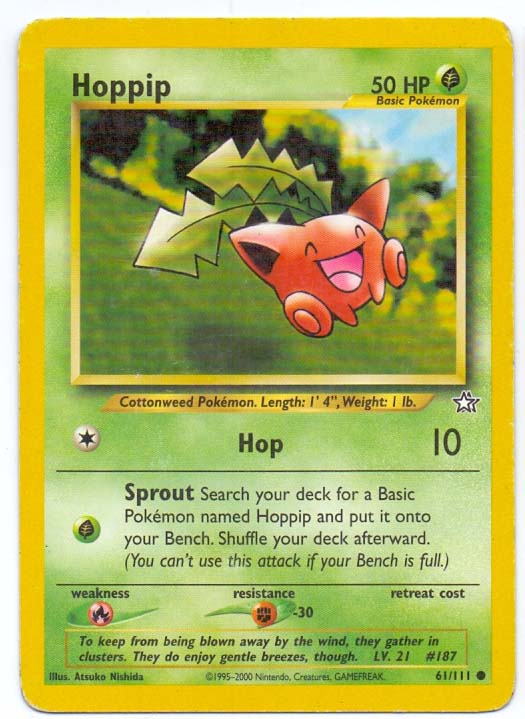 Hoppip
50 HP
Basic Pokémon
Cottonweed Pokémon. Length: 1' 4", Weight: 1 lb.
Hop 10
Sprout Search your deck for a Basic
Pokémon named Hoppip and put it onto
your Bench. Shuffle your deck afterward.
(You can't use this attack if your Bench is full.)
weakness resistance retreat cost
-30
To keep from being blown away by the wind, they gather in
clusters. They do enjoy gentle breezes, though. LV. 21 #187
Illus. Atsuko Nishida ©1995-2000 Nintendo, Creatures, GAMEFREAK. 61/111